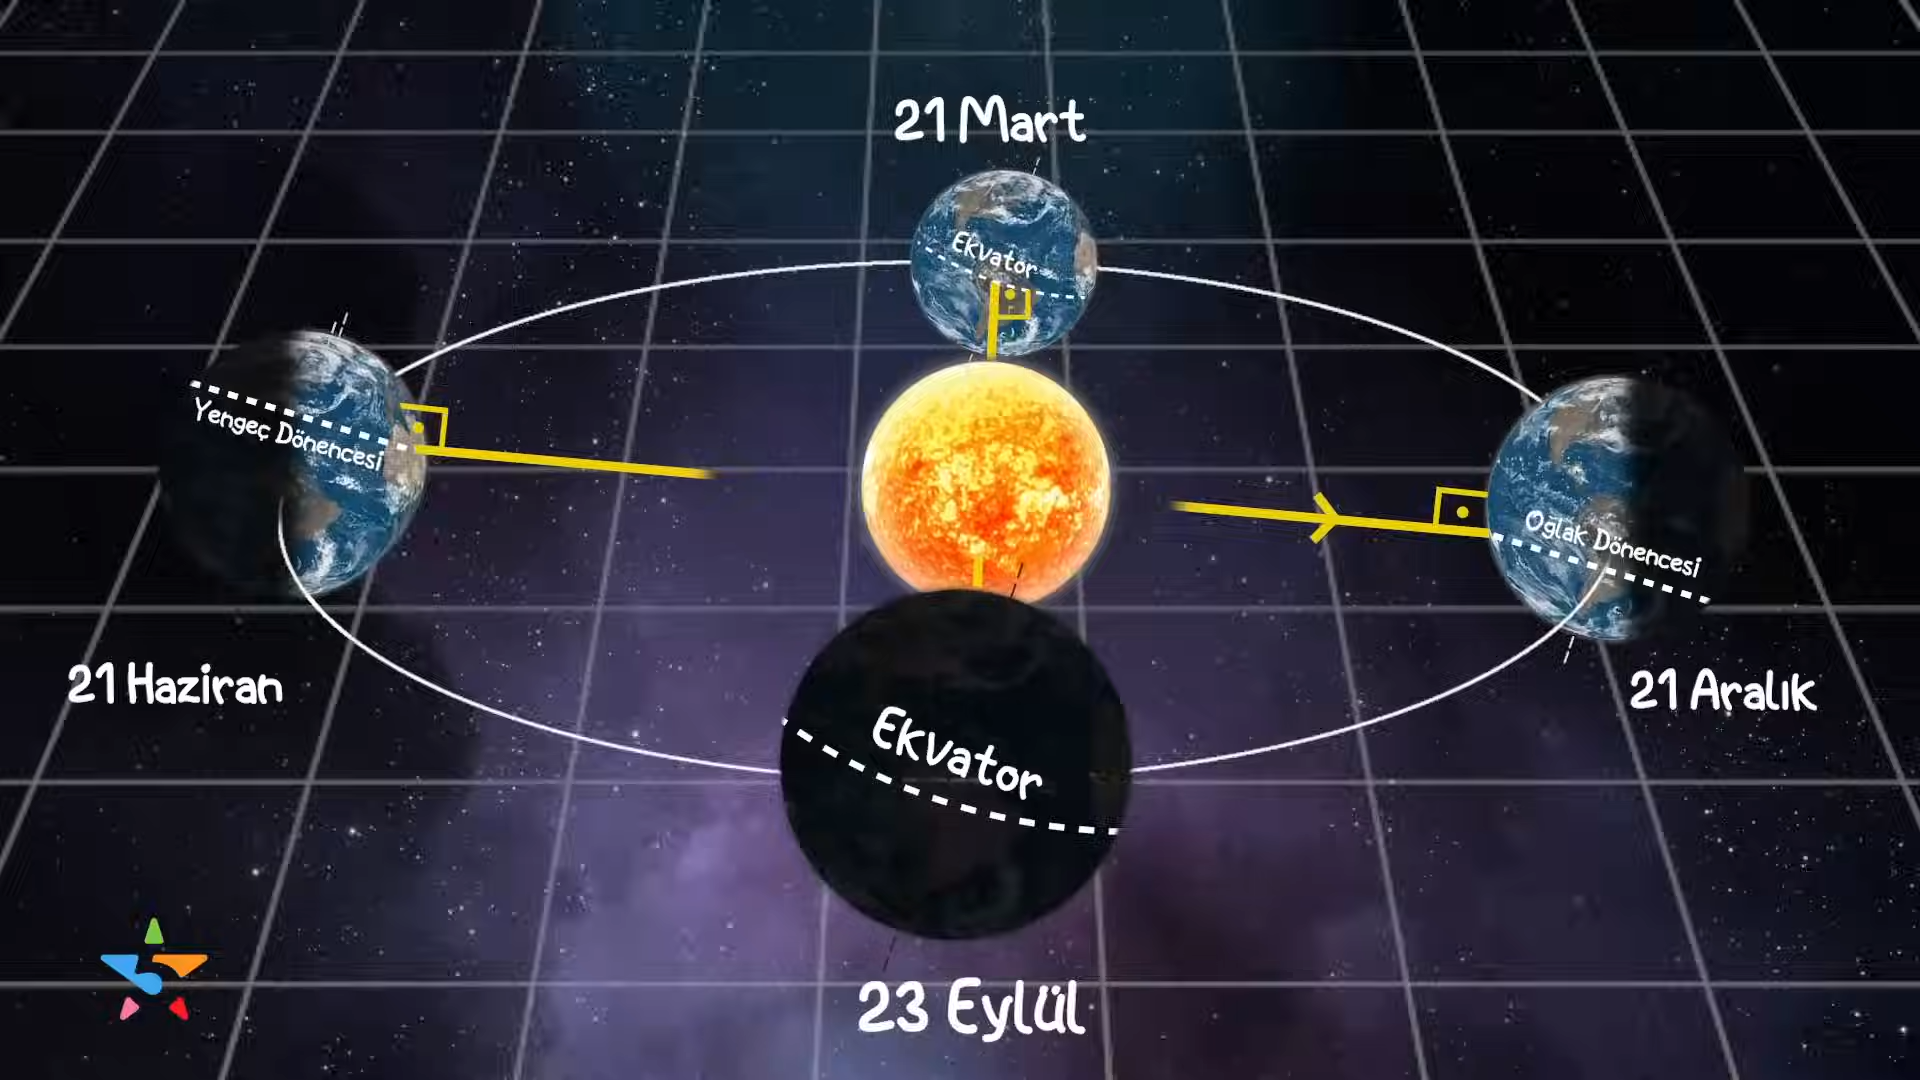 21 Mart
Ekvator
Yengeç Dönencesi
Oğlak Dönencesi
21 Haziran
21 Aralık
Ekvator
23 Eylül